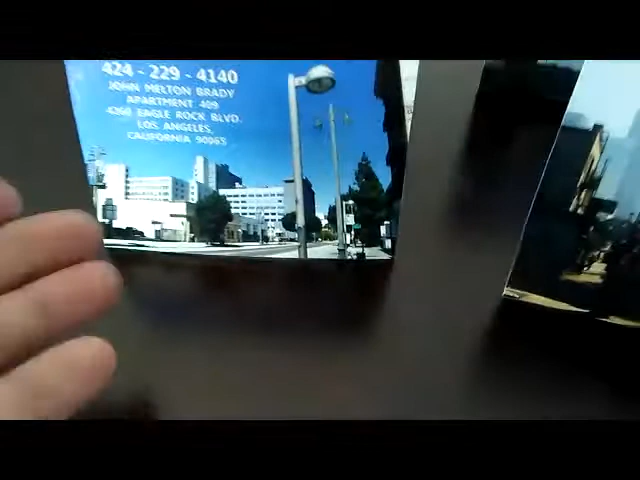 424 - 229 - 4140
JOHN MELTON BRADY
APARTMENT 409
4260 EAGLE ROCK BLVD.
LOS ANGELES,
CALIFORNIA 90065